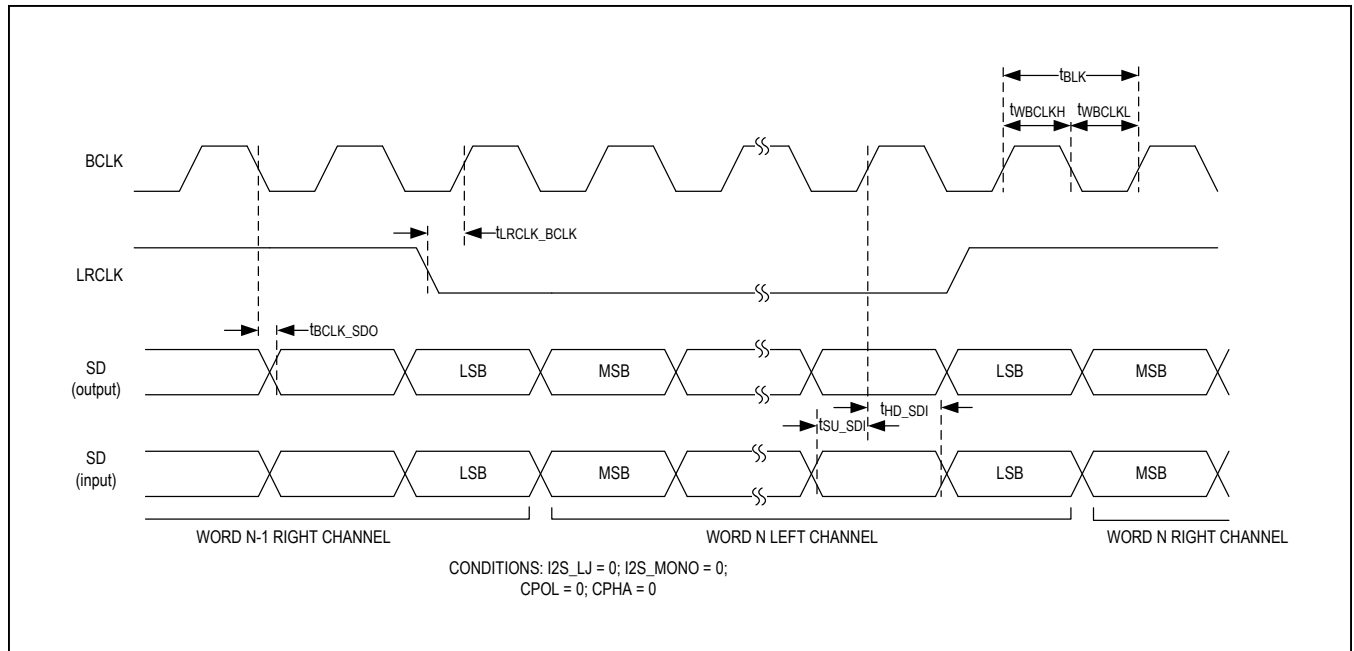 tBLK
tWBCLKH tWBCLKL
BCLK
tLRCLK_BCLK
LRCLK
tBCLK_SDO
SD
(output)
LSB MSB LSB MSB
tHD_SDI
tSU_SDI
SD
(input)
LSB MSB LSB MSB
WORD N-1 RIGHT CHANNEL WORD N LEFT CHANNEL WORD N RIGHT CHANNEL
CONDITIONS: I2S_LJ = 0; I2S_MONO = 0;
CPOL = 0; CPHA = 0